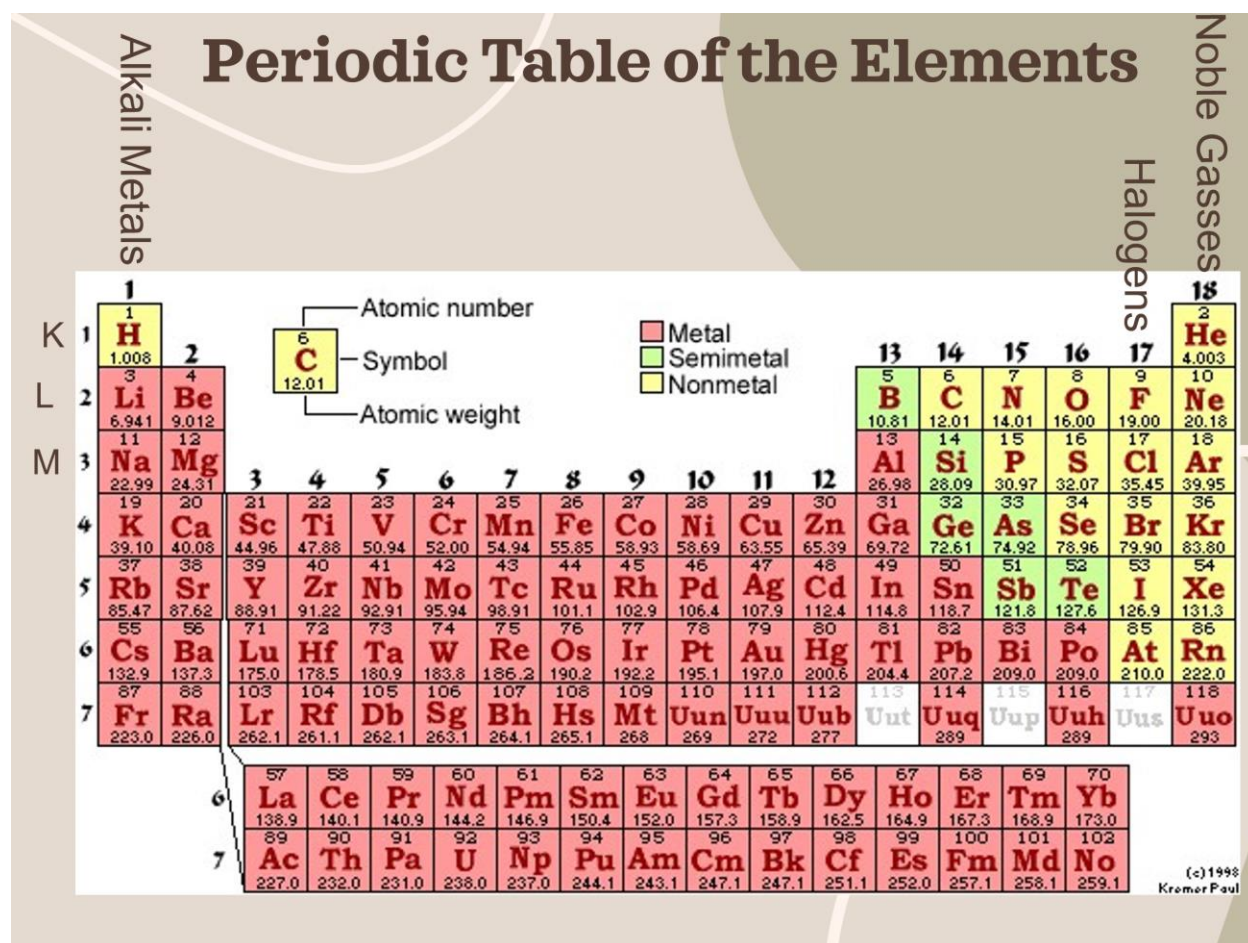 Periodic Table of the Elements
Alkali Metals
Halogens
Noble Gasses
Atomic number
6
C
12.01
Symbol
Atomic weight
Metal
Semimetal
Nonmetal
1 18
K 1 1 2
H He
1.008 2 4.003
13 14 15 16 17
L 2 3 4 5 6 7 8 9 10
Li Be B C N O F Ne
6.941 9.012 10.81 12.01 14.01 16.00 19.00 20.18
M 3 11 12 13 14 15 16 17 18
Na Mg Al Si P S Cl Ar
22.99 24.31 26.98 28.09 30.97 32.07 35.45 39.95
3 4 5 6 7 8 9 10 11 12
4 19 20 21 22 23 24 25 26 27 28 29 30 31 32 33 34 35 36
K Ca Sc Ti V Cr Mn Fe Co Ni Cu Zn Ga Ge As Se Br Kr
39.10 40.08 44.96 47.88 50.94 52.00 54.94 55.85 58.93 58.69 63.55 65.39 69.72 72.61 74.92 78.96 79.90 83.80
5 37 38 39 40 41 42 43 44 45 46 47 48 49 50 51 52 53 54
Rb Sr Y Zr Nb Mo Tc Ru Rh Pd Ag Cd In Sn Sb Te I Xe
85.47 87.62 88.91 91.22 92.91 95.94 98.91 101.1 102.9 106.4 107.9 112.4 114.8 118.7 121.8 127.6 126.9 131.3
6 55 56 71 72 73 74 75 76 77 78 79 80 81 82 83 84 85 86
Cs Ba Lu Hf Ta W Re Os Ir Pt Au Hg Tl Pb Bi Po At Rn
132.9 137.3 175.0 178.5 180.9 183.8 186.2 190.2 192.2 195.1 197.0 200.6 204.4 207.2 209.0 209.0 210.0 222.0
7 87 88 103 104 105 106 107 108 109 110 111 112 113 114 115 116 117 118
Fr Ra Lr Rf Db Sg Bh Hs Mt Uun Uuu Uub Uut Uuq Uup Uuh Uus Uuo
223.0 226.0 262.1 261.1 262.1 263.1 264.1 265.1 268 269 272 277 289 289 293
6 57 58 59 60 61 62 63 64 65 66 67 68 69 70
La Ce Pr Nd Pm Sm Eu Gd Tb Dy Ho Er Tm Yb
138.9 140.1 140.9 144.2 146.9 150.4 152.0 157.3 158.9 162.5 164.9 167.3 168.9 173.0
7 89 90 91 92 93 94 95 96 97 98 99 100 101 102
Ac Th Pa U Np Pu Am Cm Bk Cf Es Fm Md No
227.0 232.0 231.0 238.0 237.0 244.1 243.1 247.1 247.1 251.1 252.0 257.1 258.1 259.1
(c)1998
Kremer Paul